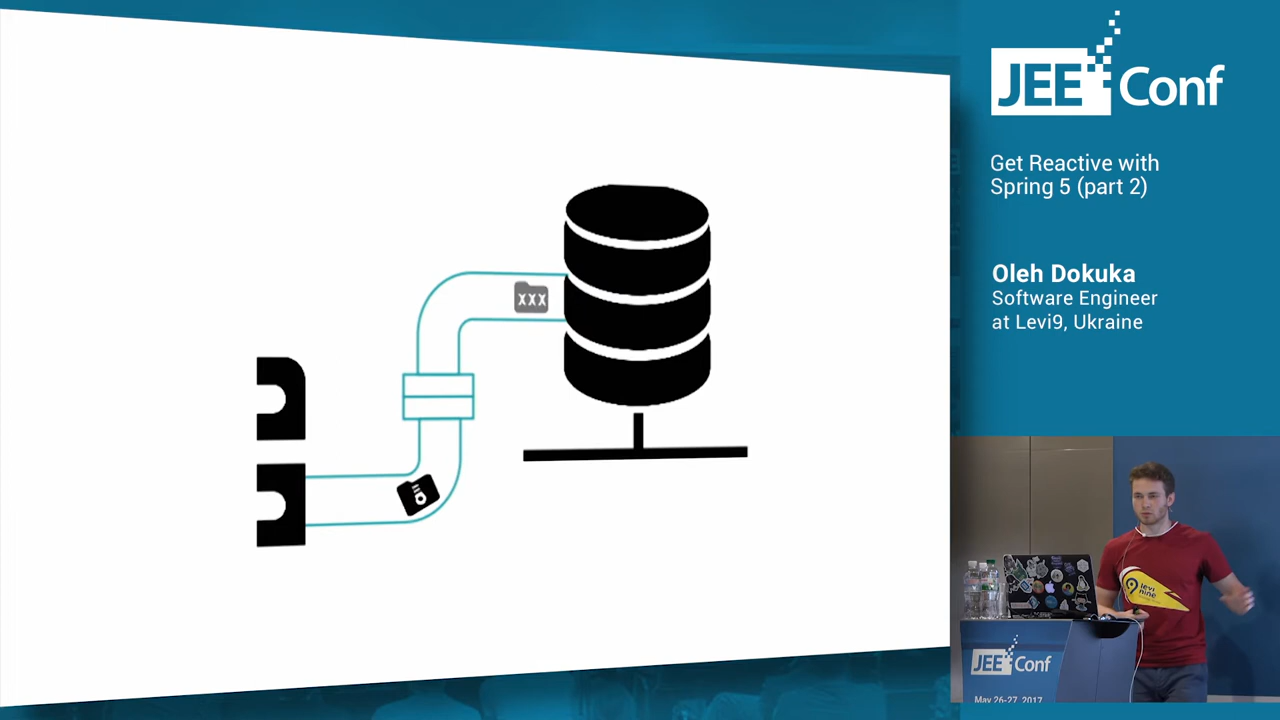 JEE Conf
Get Reactive with
Spring 5 (part 2)
Oleh Dokuka
Software Engineer
at Levi9, Ukraine
xxx
levi
nine
JEE Conf
May 26-27, 2017